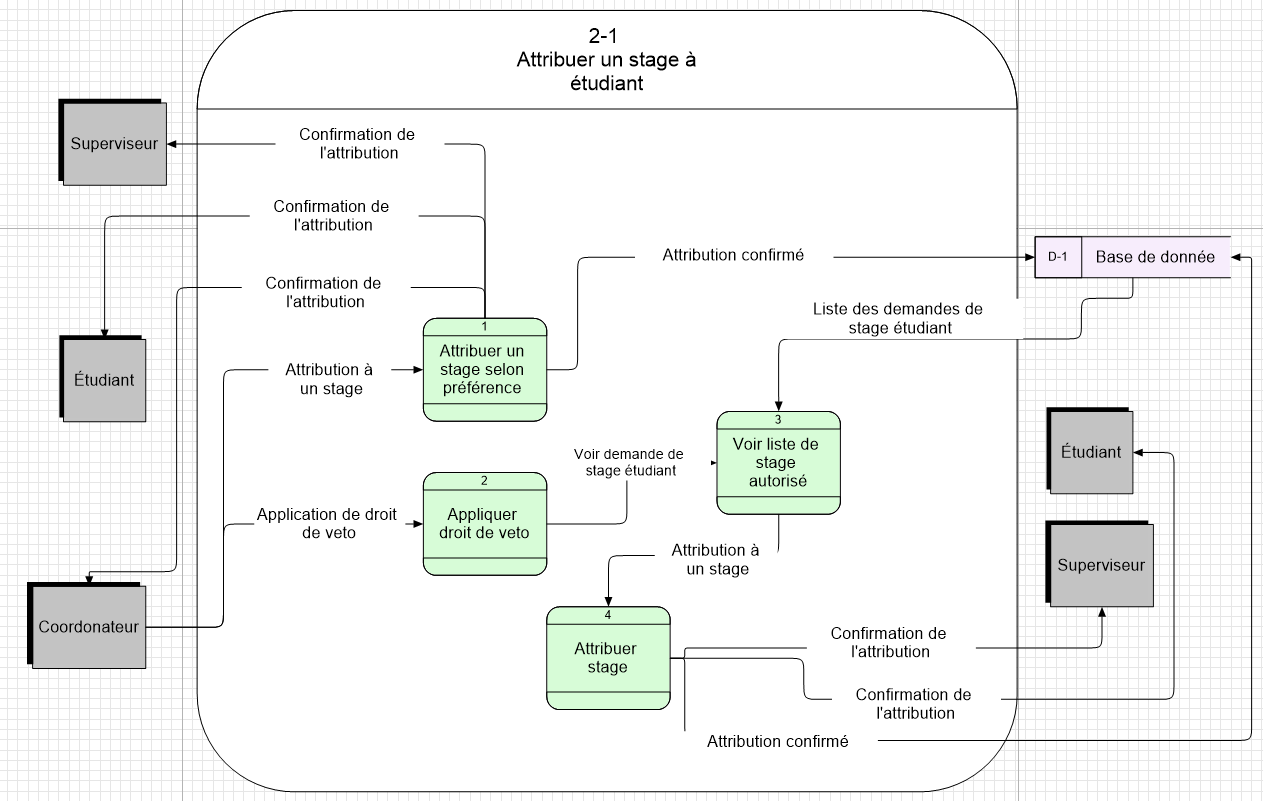 2-1
Attribuer un stage à
étudiant
Superviseur
Confirmation de
l'attribution
Confirmation de
l'attribution
Confirmation de
l'attribution
Attribution confirmé
D-1
Base de donnée
Liste des demandes de
stage étudiant
1
Attribuer un
stage selon
préférence
Étudiant
Attribution à
un stage
3
Voir liste de
stage
autorisé
Étudiant
Voir demande de
stage étudiant
2
Appliquer
droit de veto
Application de droit
de veto
Attribution à
un stage
Superviseur
Coordonateur
4
Attribuer
stage
Confirmation de
l'attribution
Confirmation de
l'attribution
Attribution confirmé